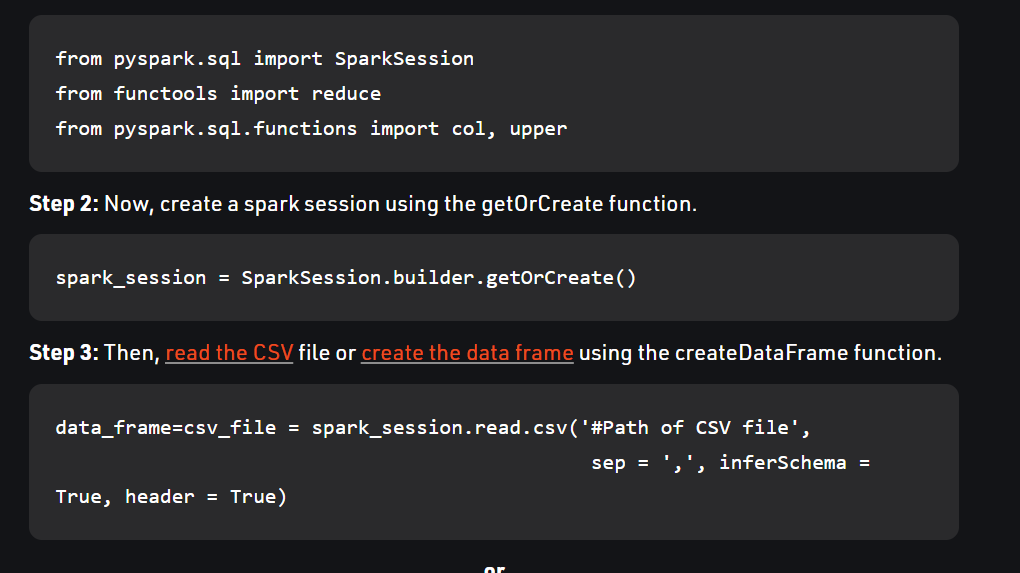 from pyspark.sql import SparkSession
from functools import reduce
from pyspark.sql.functions import col, upper
Step 2: Now, create a spark session using the getOrCreate function.
spark_session = SparkSession.builder.getOrCreate()
Step 3: Then, read the CSV file or create the data frame using the createDataFrame function.
data_frame=csv_file = spark_session.read.csv('#Path of CSV file',
sep = ',', inferSchema =
True, header = True)
or